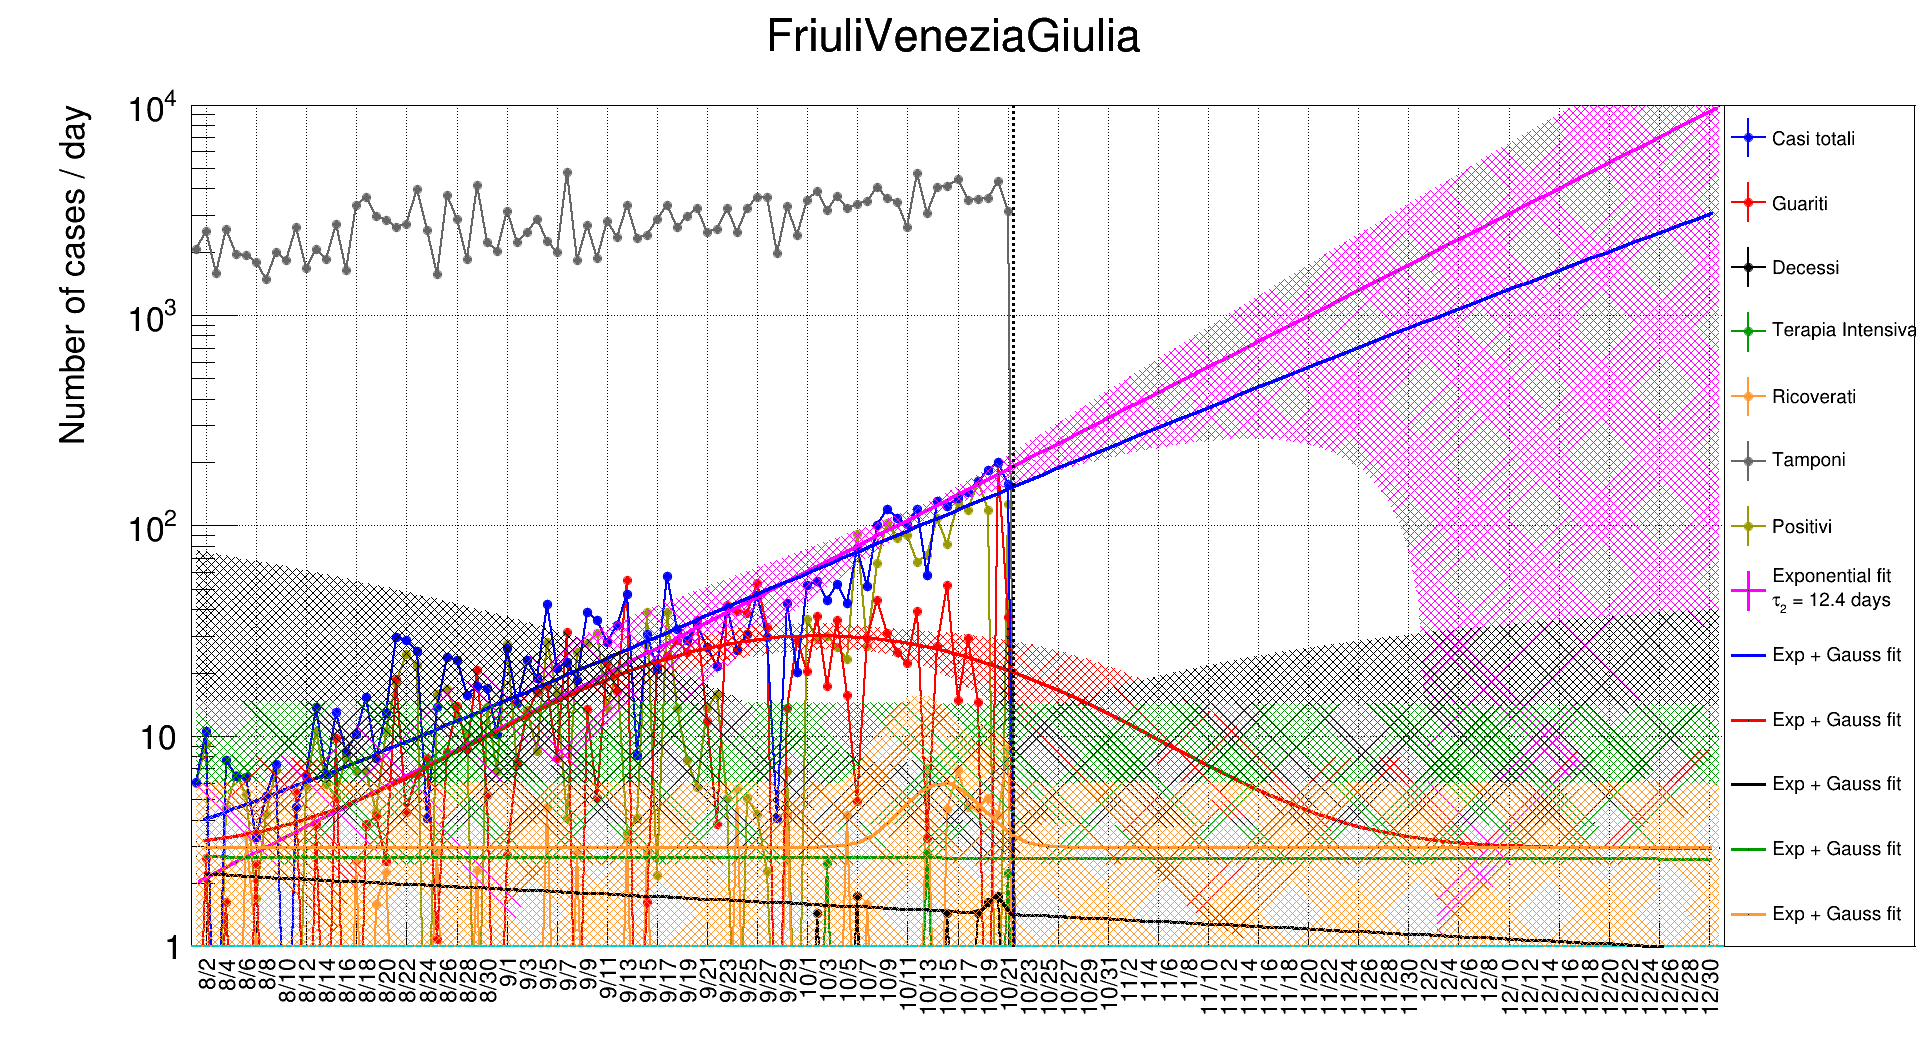 FriuliVeneziaGiulia
Number of cases / day
10⁴
10³
10²
10
1
8/2 8/4 8/6 8/8 8/10 8/12 8/14 8/16 8/18 8/20 8/22 8/24 8/26 8/28 8/30 9/1 9/3 9/5 9/7 9/9 9/11 9/13 9/15 9/17 9/19 9/21 9/23 9/25 9/27 9/29 10/1 10/3 10/5 10/7 10/9 10/11 10/13 10/15 10/17 10/19 10/21 10/23 10/25 10/27 10/29 10/31 11/2 11/4 11/6 11/8 11/10 11/12 11/14 11/16 11/18 11/20 11/22 11/24 11/26 11/28 11/30 12/2 12/4 12/6 12/8 12/10 12/12 12/14 12/16 12/18 12/20 12/22 12/24 12/26 12/28 12/30
Casi totali
Guariti
Decessi
Terapia Intensiva
Ricoverati
Tamponi
Positivi
Exponential fit
τ₂ = 12.4 days
Exp + Gauss fit
Exp + Gauss fit
Exp + Gauss fit
Exp + Gauss fit
Exp + Gauss fit